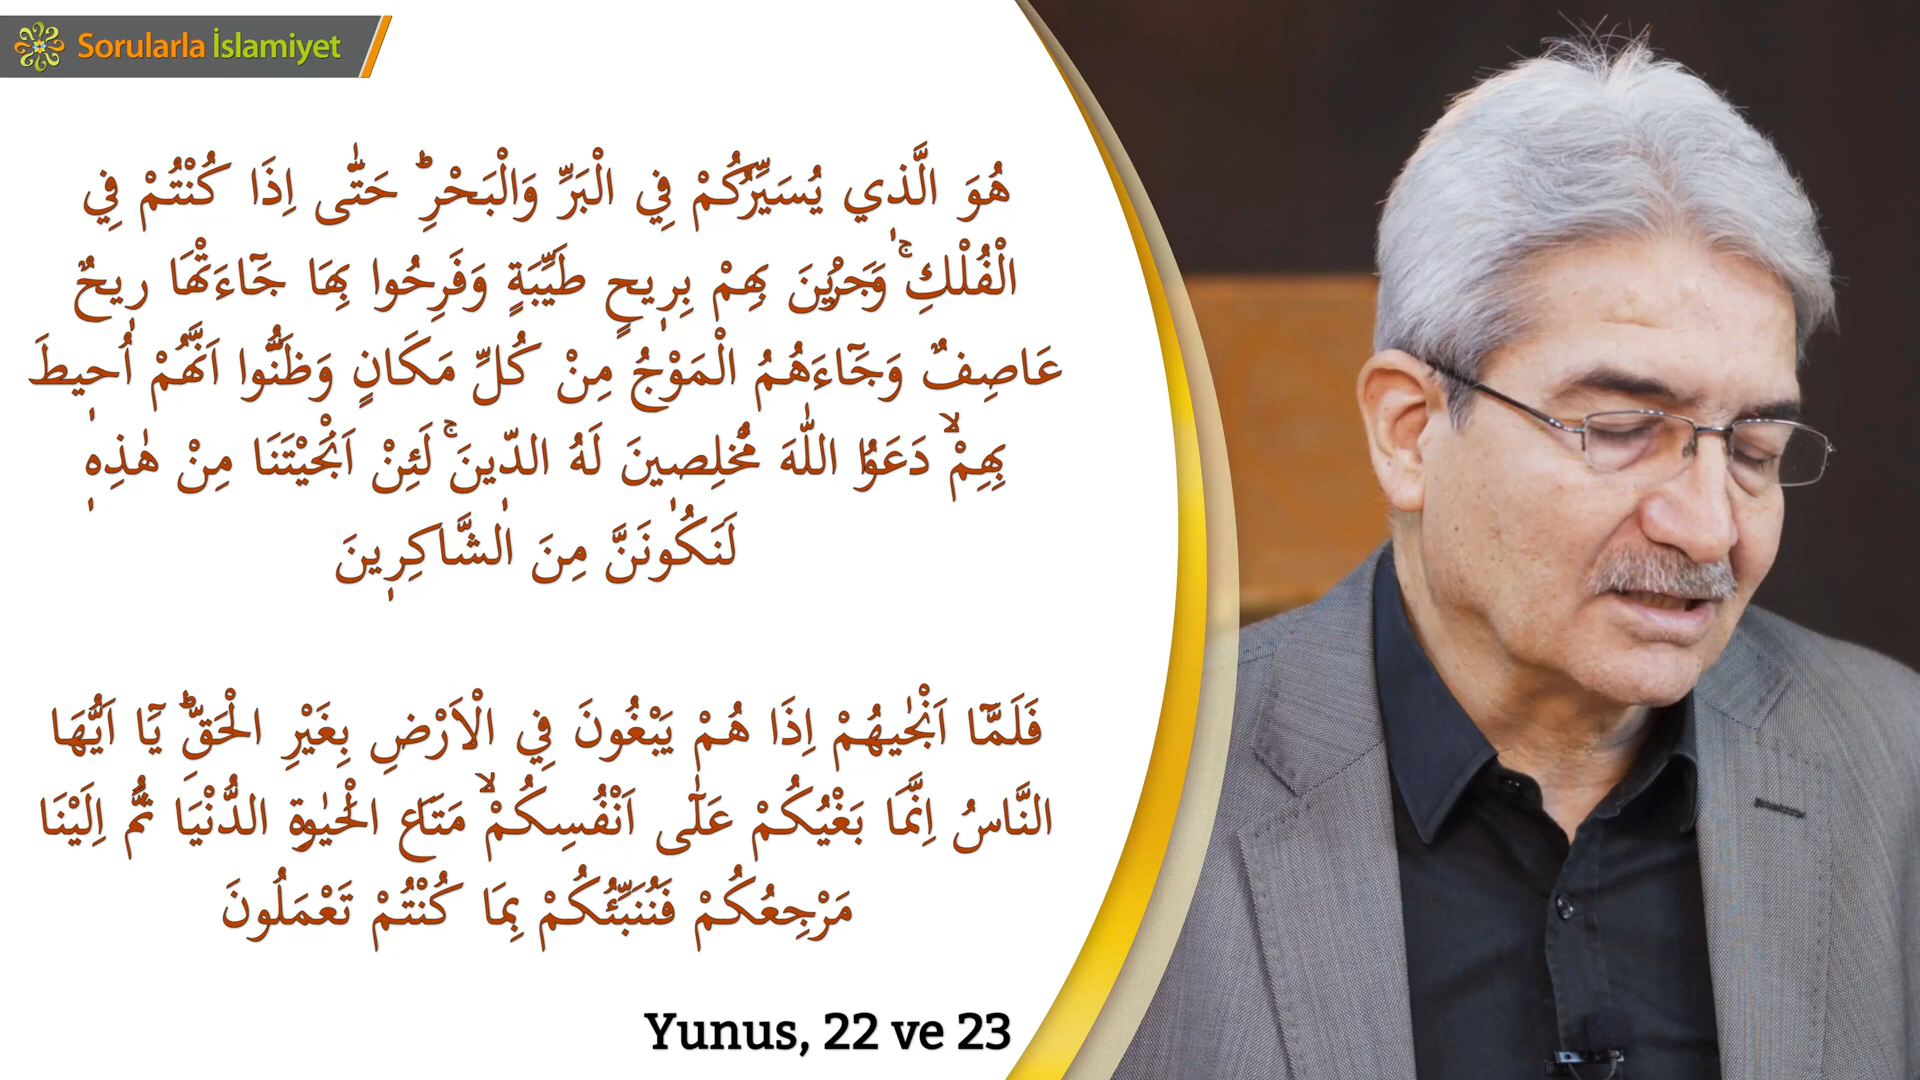 Sorularla İslamiyet
هُوَ الَّذ۪ي يُسَيِّرُكُمْ فِي الْبَرِّ وَالْبَحْرِۜ حَتّٰٓى اِذَا كُنْتُمْ فِي
الْفُلْكِۚ وَجَرَيْنَ بِهِمْ بِر۪يحٍ طَيِّبَةٍ وَفَرِحُوا بِهَا جَٓاءَتْهَا ر۪يحٌ
عَاصِفٌ وَجَٓاءَهُمُ الْمَوْجُ مِنْ كُلِّ مَكَانٍ وَظَنُّٓوا اَنَّهُمْ اُح۪يطَ
بِهِمْۙ دَعَوُا اللّٰهَ مُخْلِص۪ينَ لَهُ الدّ۪ينَۚ لَئِنْ اَنْجَيْتَنَا مِنْ هٰذِه۪
لَنَكُونَنَّ مِنَ الشَّاكِر۪ينَ
فَلَمَّٓا اَنْجٰيهُمْ اِذَا هُمْ يَبْغُونَ فِي الْاَرْضِ بِغَيْرِ الْحَقِّۜ يَٓا اَيُّهَا
النَّاسُ اِنَّمَا بَغْيُكُمْ عَلٰٓى اَنْفُسِكُمْۙ مَتَاعَ الْحَيٰوةِ الدُّنْيَا ثُمَّ اِلَيْنَا
مَرْجِعُكُمْ فَنُنَبِّئُكُمْ بِمَا كُنْتُمْ تَعْمَلُونَ
Yunus, 22 ve 23